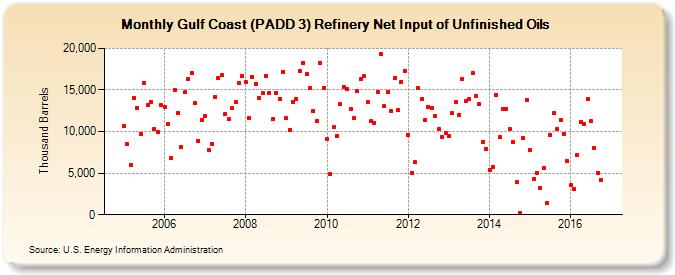 Monthly Gulf Coast (PADD 3) Refinery Net Input of Unfinished Oils
Thousand Barrels
20,000
15,000
10,000
5,000
0
2006 2008 2010 2012 2014 2016
Source: U.S. Energy Information Administration